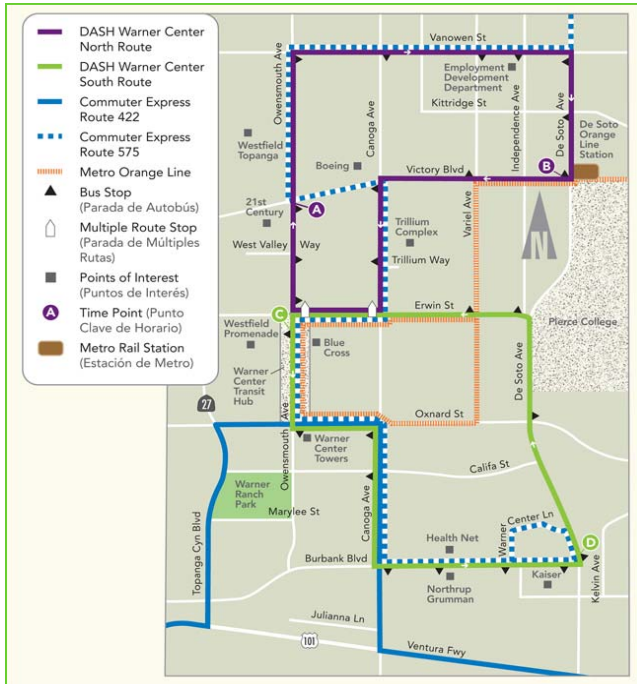 DASH Warner Center
North Route
DASH Warner Center
South Route
Commuter Express
Route 422
Commuter Express
Route 575
Metro Orange Line
Bus Stop
(Parada de Autobús)
Multiple Route Stop
(Parada de Múltiples
Rutas)
Points of Interest
(Puntos de Interés)
A
Time Point (Punto
Clave de Horario)
Metro Rail Station
(Estación de Metro)
Vanowen St
Owensmouth Ave
Canoga Ave
Employment
Development
Department
Kittridge St
Independence Ave
De Soto Ave
De Soto
Orange
Line
Station
Westfield
Topanga
Boeing
Victory Blvd
B
21st
Century
A
Variel Ave
N
Trillium
Complex
West Valley Way
Trillium Way
Erwin St
C
Westfield
Promenade
Blue
Cross
Pierce College
Warner
Center
Transit
Hub
De Soto Ave
27
Owensmouth Ave
Oxnard St
Warner
Center
Towers
Califa St
Warner
Ranch
Park
Marylee St
Canoga Ave
Topanga Cyn Blvd
Health Net
Warner Center Ln
D
Burbank Blvd
Northrup
Grumman
Kaiser
Kelvin Ave
Julianna Ln
101
Ventura Fwy